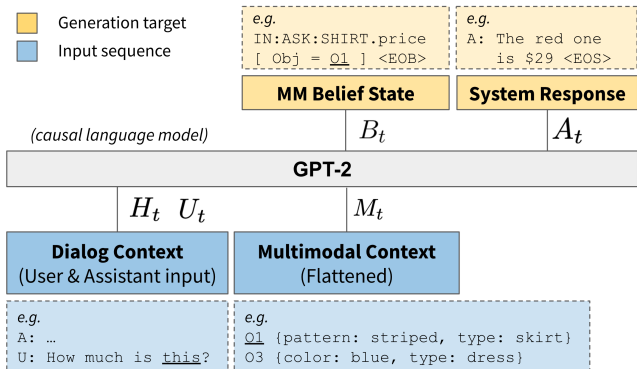 Generation target
Input sequence
e.g.
IN:ASK:SHIRT.price
[ Obj = O1 ] <EOB>
e.g.
A: The red one
is $29 <EOS>
MM Belief State
System Response
(causal language model)
B_t
A_t
GPT-2
H_t U_t
M_t
Dialog Context
(User & Assistant input)
Multimodal Context
(Flattened)
e.g.
A: …
U: How much is this?
e.g.
O1 {pattern: striped, type: skirt}
O3 {color: blue, type: dress}